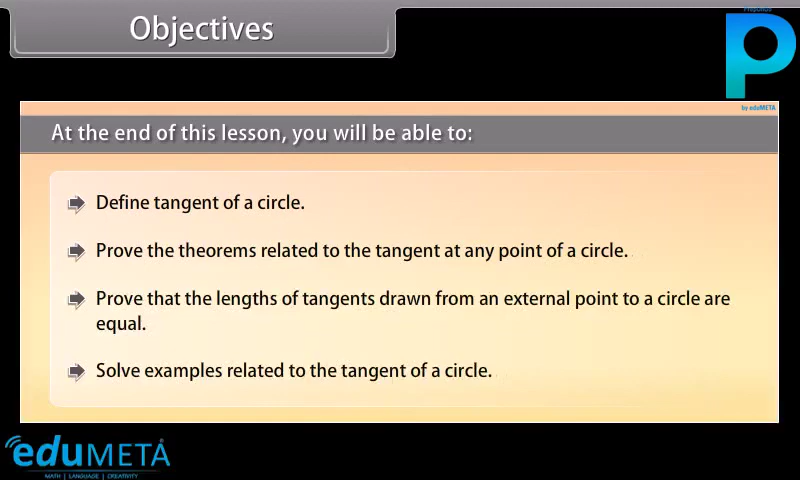 Objectives
Prepunds
by eduMETA
At the end of this lesson, you will be able to:
Define tangent of a circle.
Prove the theorems related to the tangent at any point of a circle.
Prove that the lengths of tangents drawn from an external point to a circle are
equal.
Solve examples related to the tangent of a circle.
eduMETA
MATH | LANGUAGE | CREATIVITY